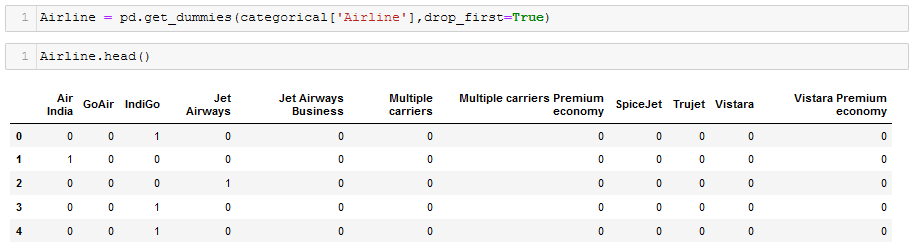 1 Airline = pd.get_dummies(categorical['Airline'],drop_first=True)
1 Airline.head()
Air India GoAir IndiGo Jet Airways Jet Airways Business Multiple carriers Multiple carriers Premium economy SpiceJet Trujet Vistara Vistara Premium economy
0 0 0 1 0 0 0 0 0 0 0 0
1 1 0 0 0 0 0 0 0 0 0 0
2 0 0 0 1 0 0 0 0 0 0 0
3 0 0 1 0 0 0 0 0 0 0 0
4 0 0 1 0 0 0 0 0 0 0 0